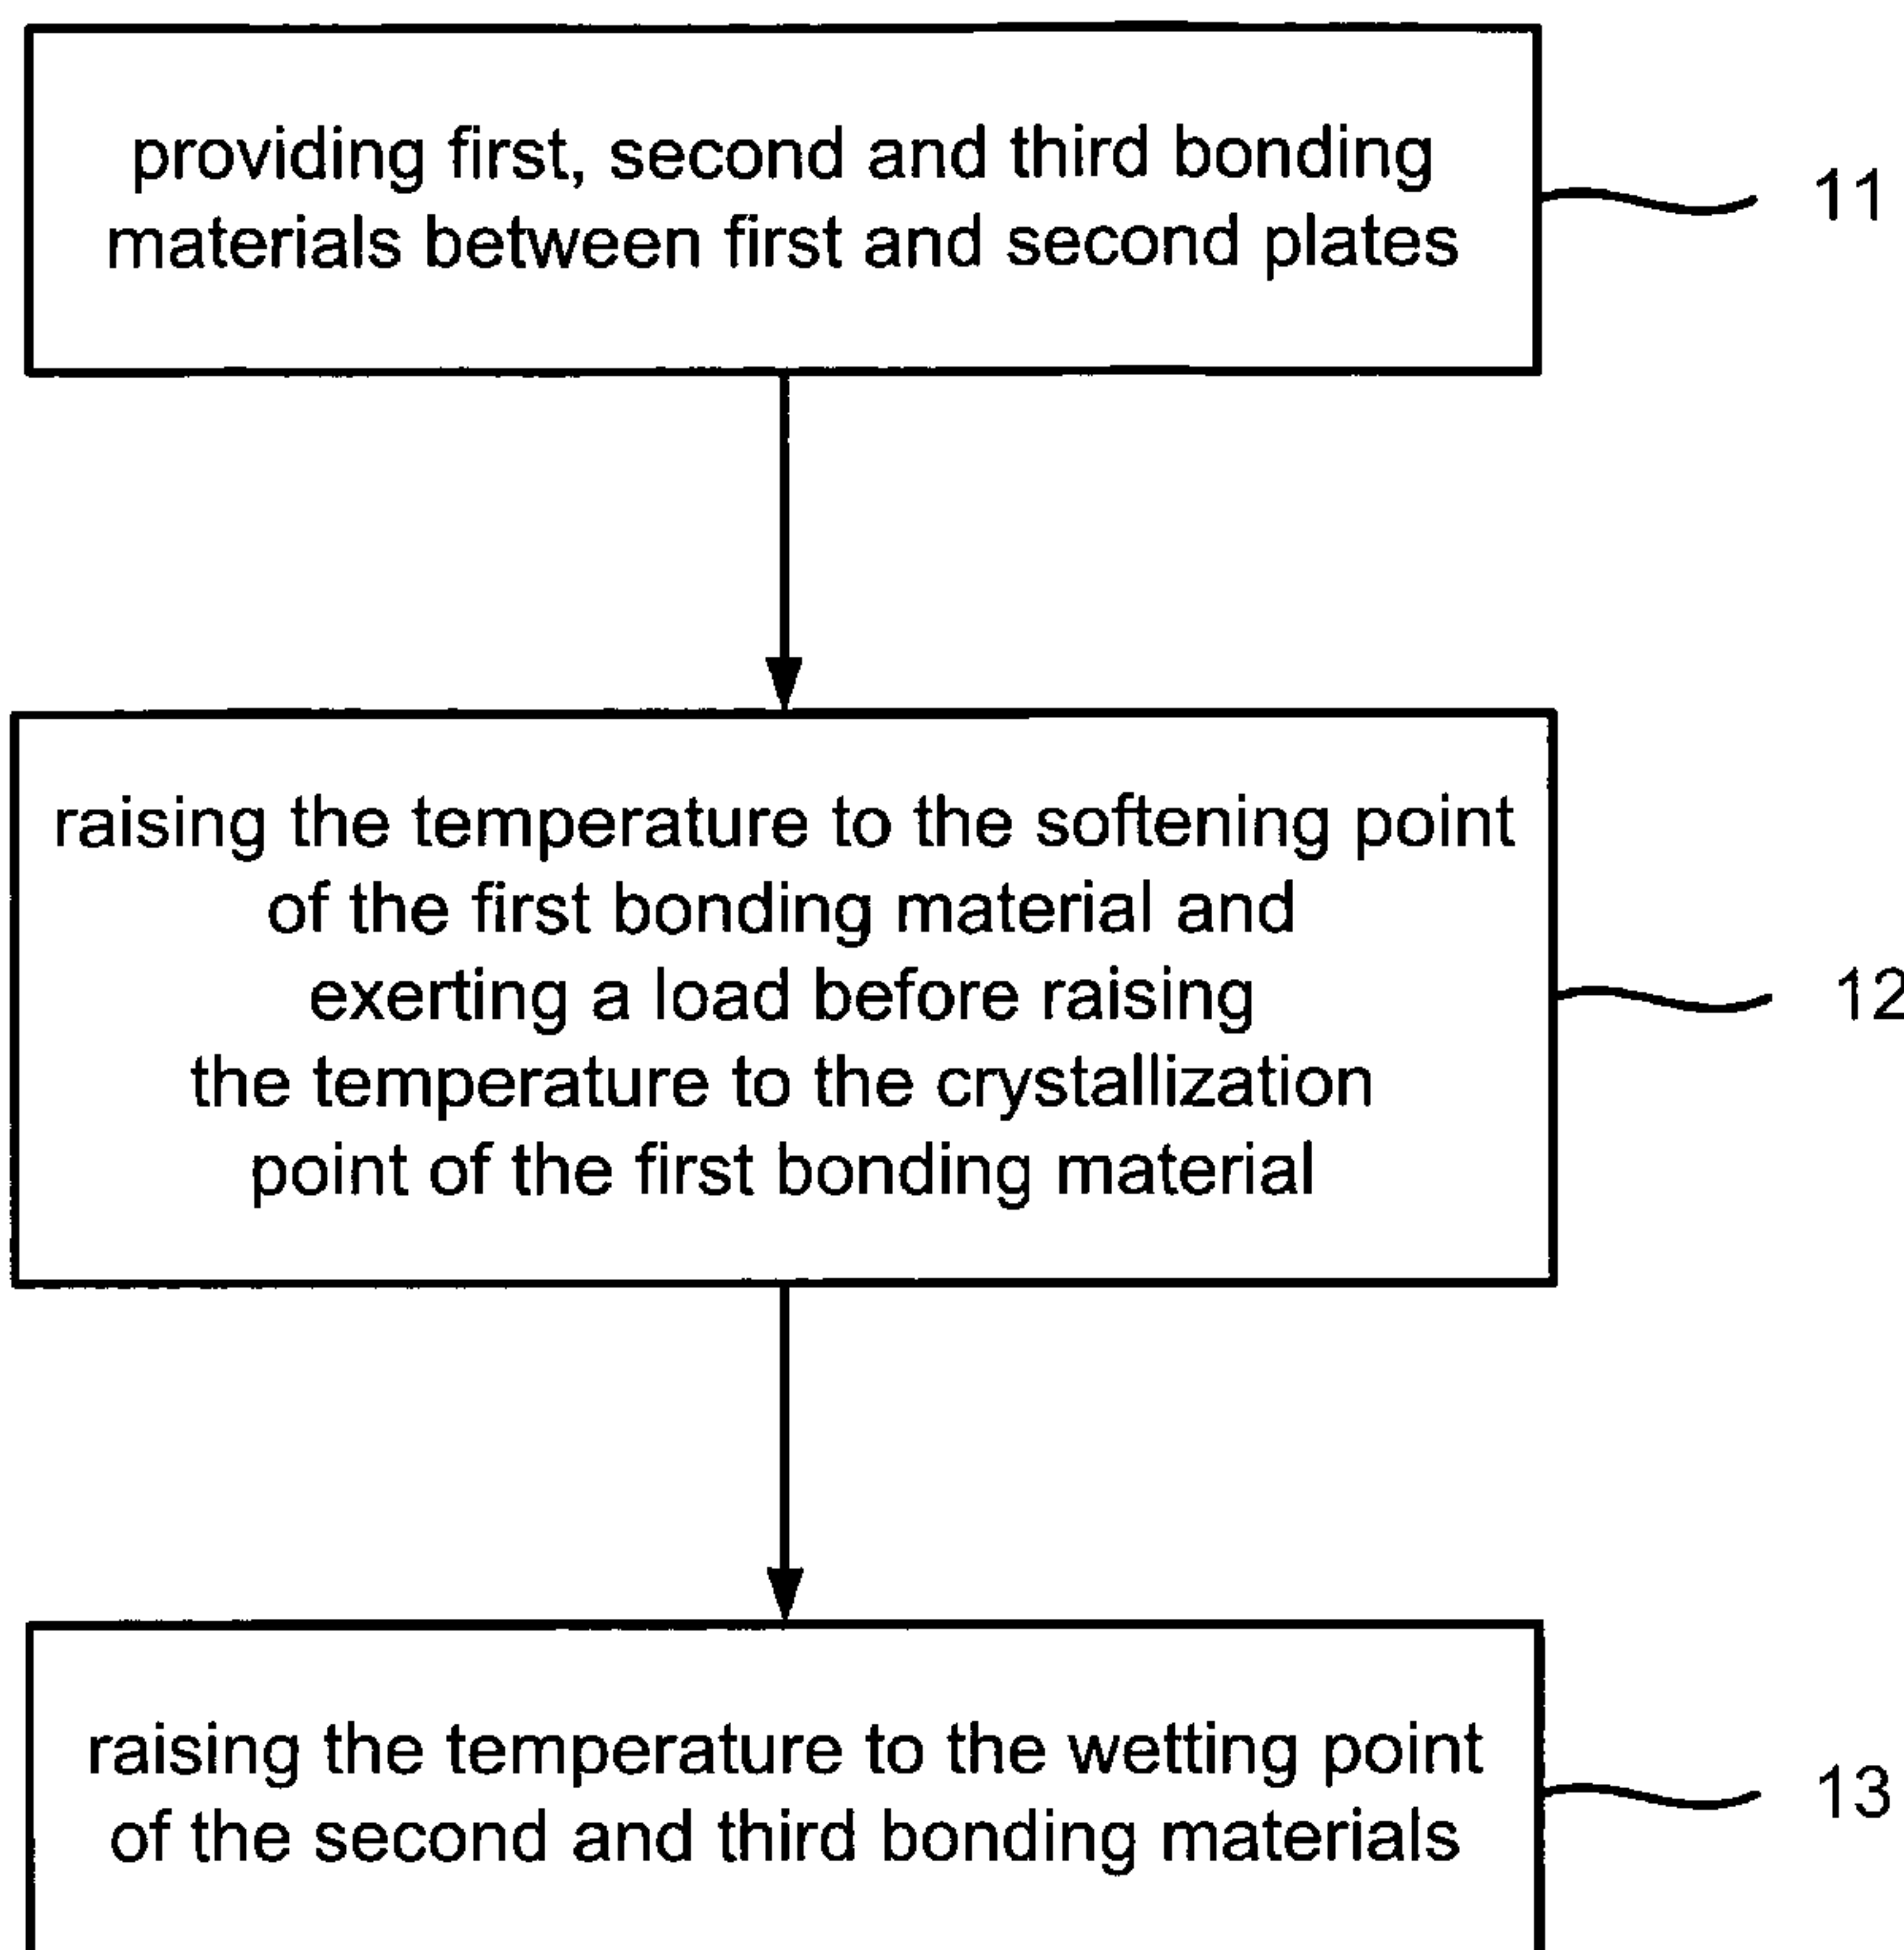 providing first, second and third bonding
materials between first and second plates
11
raising the temperature to the softening point
of the first bonding material and
exerting a load before raising
the temperature to the crystallization
point of the first bonding material
12
raising the temperature to the wetting point
of the second and third bonding materials
13